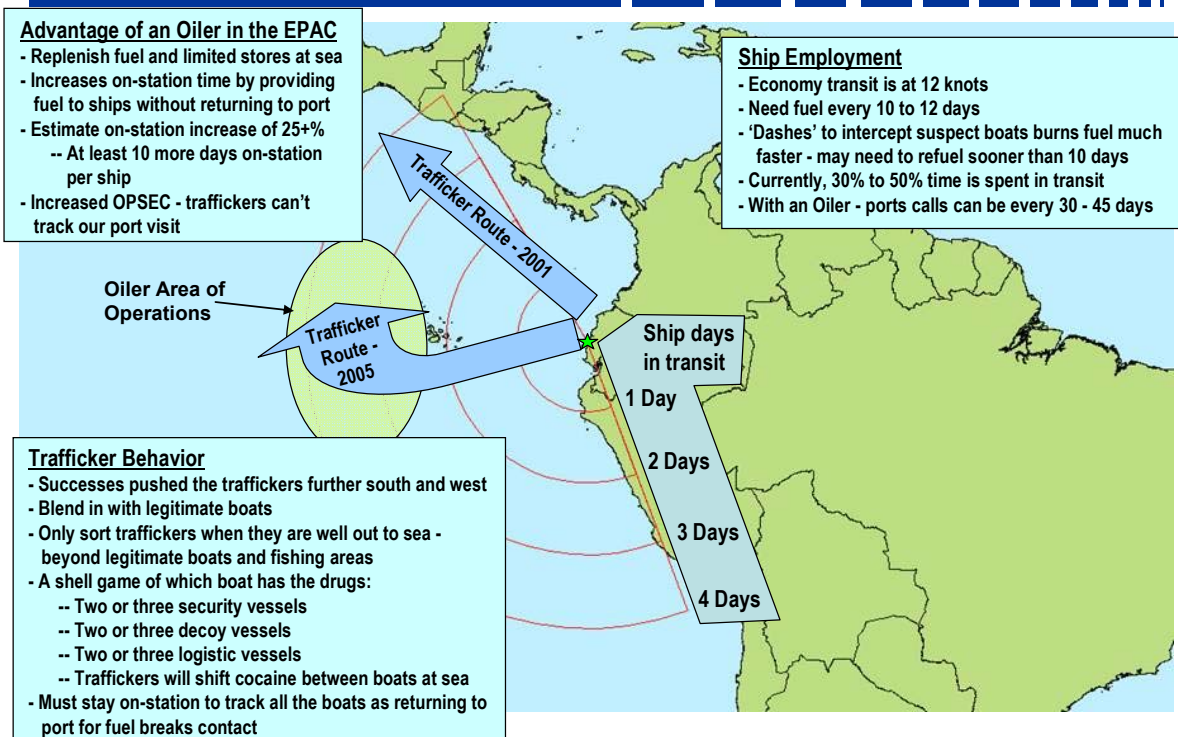 Advantage of an Oiler in the EPAC
- Replenish fuel and limited stores at sea
- Increases on-station time by providing
fuel to ships without returning to port
- Estimate on-station increase of 25+%
-- At least 10 more days on-station
per ship
- Increased OPSEC - traffickers can't
track our port visit
Ship Employment
- Economy transit is at 12 knots
- Need fuel every 10 to 12 days
- 'Dashes' to intercept suspect boats burns fuel much
faster - may need to refuel sooner than 10 days
- Currently, 30% to 50% time is spent in transit
- With an Oiler - ports calls can be every 30 - 45 days
Trafficker Route - 2001
Oiler Area of
Operations
Trafficker
Route -
2005
Ship days
in transit
1 Day
2 Days
3 Days
4 Days
Trafficker Behavior
- Successes pushed the traffickers further south and west
- Blend in with legitimate boats
- Only sort traffickers when they are well out to sea -
beyond legitimate boats and fishing areas
- A shell game of which boat has the drugs:
-- Two or three security vessels
-- Two or three decoy vessels
-- Two or three logistic vessels
-- Traffickers will shift cocaine between boats at sea
- Must stay on-station to track all the boats as returning to
port for fuel breaks contact